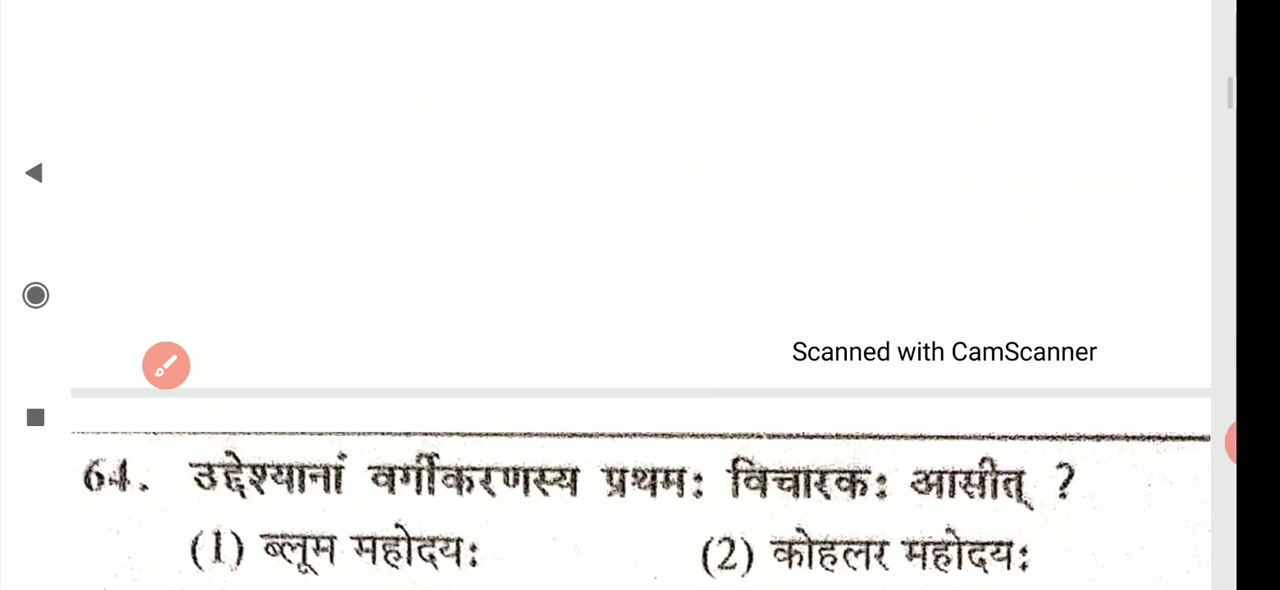 Scanned with CamScanner
64. उद्देश्यानां वर्गीकरणस्य प्रथमः विचारकः आसीत् ?
(1) ब्लूम महोदयः (2) कोहलर महोदयः